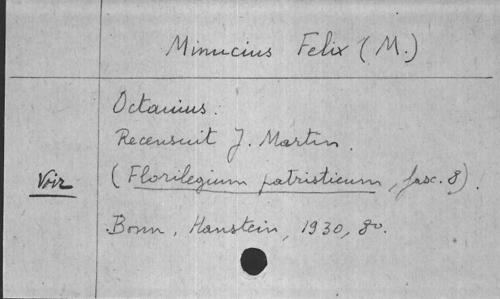 Minucius Felix (M.)
Octavius.
Recensuit J. Martin.
Voir
(Florilegium patristicum, fasc. 8).
Bonn, Hanstein, 1930, 8º.